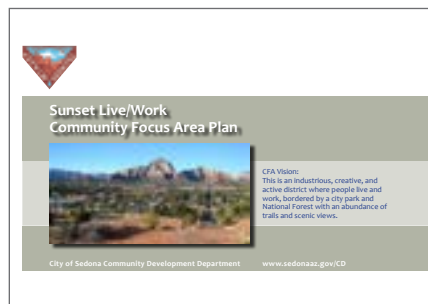 Sunset Live/Work
Community Focus Area Plan
CFA Vision:
This is an industrious, creative, and
active district where people live and
work, bordered by a city park and
National Forest with an abundance of
trails and scenic views.
City of Sedona Community Development Department www.sedonaaz.gov/CD